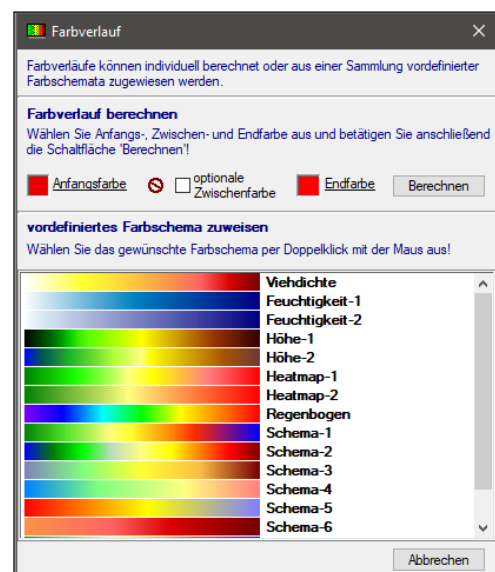 Farbverlauf
Farbverläufe können individuell berechnet oder aus einer Sammlung vordefinierter
Farbschemata zugewiesen werden.
Farbverlauf berechnen
Wählen Sie Anfangs-, Zwischen- und Endfarbe aus und betätigen Sie anschließend
die Schaltfläche 'Berechnen'!
Anfangsfarbe
optionale
Zwischenfarbe
Endfarbe
Berechnen
vordefiniertes Farbschema zuweisen
Wählen Sie das gewünschte Farbschema per Doppelklick mit der Maus aus!
Viehdichte
Feuchtigkeit-1
Feuchtigkeit-2
Höhe-1
Höhe-2
Heatmap-1
Heatmap-2
Regenbogen
Schema-1
Schema-2
Schema-3
Schema-4
Schema-5
Schema-6
Abbrechen